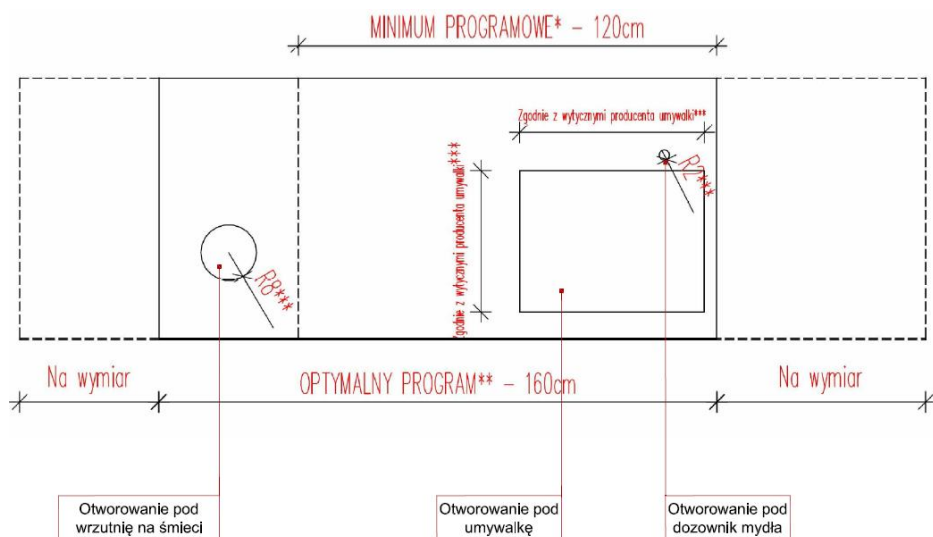 MINIMUM PROGRAMOWE* - 120cm
Zgodnie z wytycznymi producenta umywalki***
Zgodnie z wytycznymi producenta umywalki***
R2***
R8***
Na wymiar
OPTYMALNY PROGRAM** - 160cm
Na wymiar
Otworowanie pod
wrzutnię na śmieci
Otworowanie pod
umywalkę
Otworowanie pod
dozownik mydła